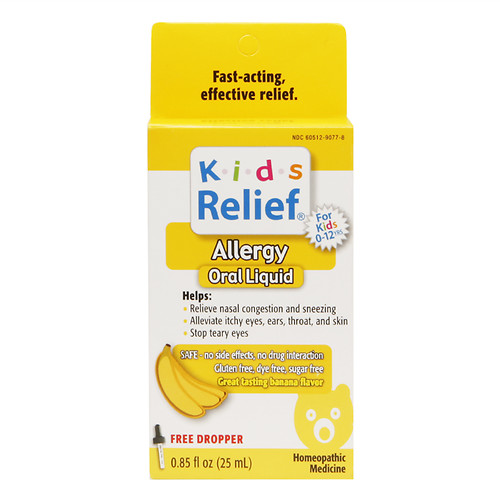 Fast-acting,
effective relief.
NDC 60512-9077-8
K·i·d·s
Relief®
For
Kids
0-12 YRS
Allergy
Oral Liquid
Helps:
• Relieve nasal congestion and sneezing
• Alleviate itchy eyes, ears, throat, and skin
• Stop teary eyes
SAFE - no side effects, no drug interaction
Gluten free, dye free, sugar free
Great tasting banana flavor
FREE DROPPER
0.85 fl oz (25 mL)
Homeopathic
Medicine